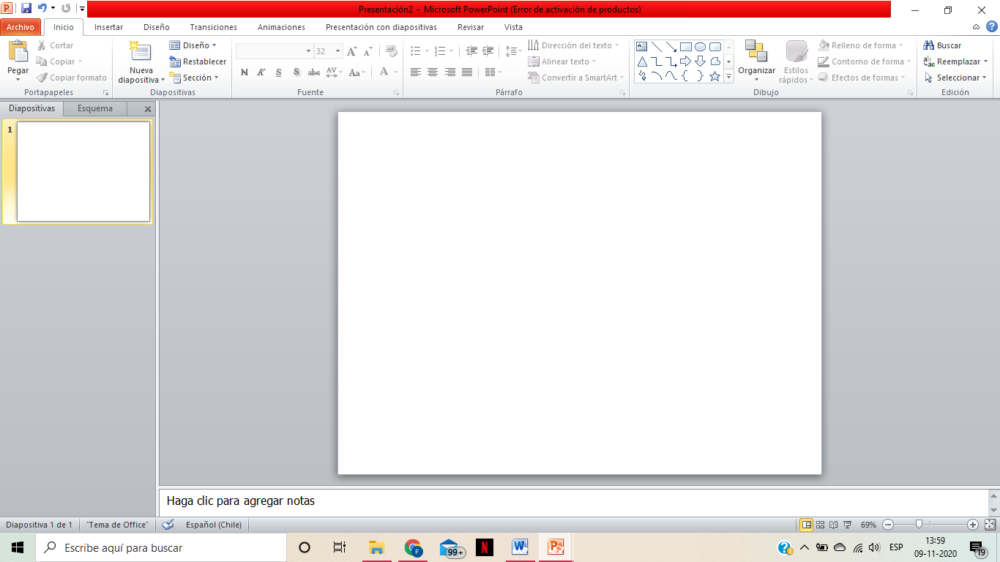 Presentación2 - Microsoft PowerPoint (Error de activación de productos)
Archivo Inicio Insertar Diseño Transiciones Animaciones Presentación con diapositivas Revisar Vista
Pegar
Cortar
Copiar
Copiar formato
Portapapeles
Nueva diapositiva
Diseño
Restablecer
Sección
Diapositivas
32
N K S S abc AV Aa A
Fuente
Dirección del texto
Alinear texto
Convertir a SmartArt
Párrafo
Organizar
Estilos rápidos
Relleno de forma
Contorno de forma
Efectos de formas
Dibujo
Buscar
Reemplazar
Seleccionar
Edición
Diapositivas Esquema
1
Haga clic para agregar notas
Diapositiva 1 de 1 "Tema de Office" Español (Chile) 69%
Escribe aquí para buscar
99+
ESP
13:59
09-11-2020
19